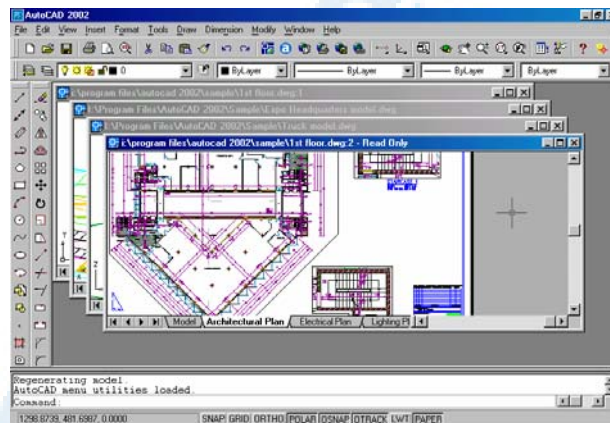 AutoCAD 2002
File Edit View Insert Format Tools Draw Dimension Modify Window Help
0 ByLayer ByLayer ByLayer ByLayer
i:\program files\autocad 2002\sample\1st floor.dwg:1
I:\Program Files\AutoCAD 2002\Sample\Expo Headquarters model.dwg
I:\Program Files\AutoCAD 2002\Sample\Truck model.dwg
i:\program files\autocad 2002\sample\1st floor.dwg:2 - Read Only
Model Architectural Plan Electrical Plan Lighting Pl
Regenerating model.
AutoCAD menu utilities loaded.
Command:
1298.8739, 481.6987, 0.0000 SNAP GRID ORTHO POLAR OSNAP OTRACK LWT PAPER